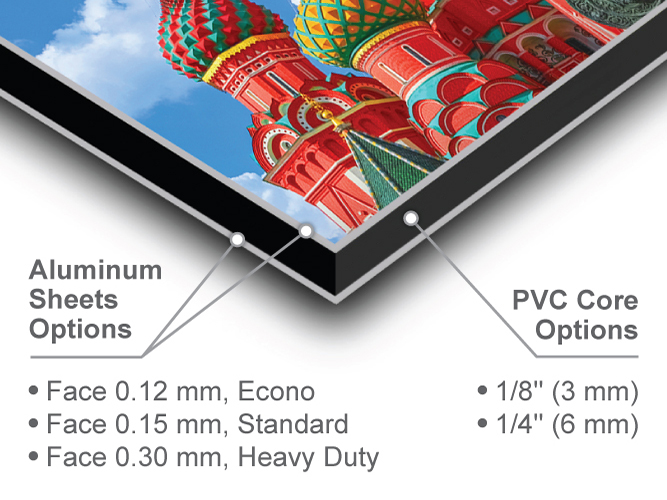 Aluminum
Sheets
Options
• Face 0.12 mm, Econo
• Face 0.15 mm, Standard
• Face 0.30 mm, Heavy Duty
PVC Core
Options
• 1/8" (3 mm)
• 1/4" (6 mm)